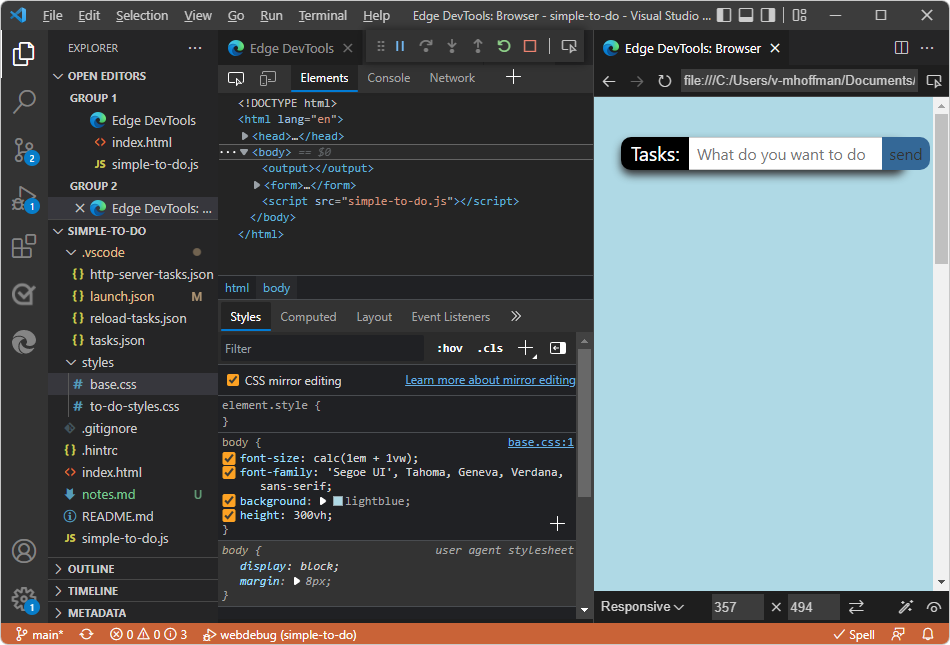 File Edit Selection View Go Run Terminal Help Edge DevTools: Browser - simple-to-do - Visual Studio ...
EXPLORER
OPEN EDITORS
GROUP 1
Edge DevTools
index.html
JS simple-to-do.js
GROUP 2
Edge DevTools: ...
SIMPLE-TO-DO
.vscode
{} http-server-tasks.json
{} launch.json M
{} reload-tasks.json
{} tasks.json
styles
# base.css
# to-do-styles.css
.gitignore
{} .hintrc
<> index.html
notes.md U
README.md
JS simple-to-do.js
OUTLINE
TIMELINE
METADATA
2
1
1
Edge DevTools
Elements Console Network
<!DOCTYPE html>
<html lang="en">
<head>…</head>
<body> == $0
<output></output>
<form>…</form>
<script src="simple-to-do.js"></script>
</body>
</html>
html body
Styles Computed Layout Event Listeners
Filter :hov .cls
CSS mirror editing Learn more about mirror editing
element.style {
}
body { base.css:1
font-size: calc(1em + 1vw);
font-family: 'Segoe UI', Tahoma, Geneva, Verdana,
sans-serif;
background: lightblue;
height: 300vh;
}
body { user agent stylesheet
display: block;
margin: 8px;
}
Edge DevTools: Browser
file:///C:/Users/v-mhoffman/Documents/
Tasks: What do you want to do send
Responsive 357 × 494
main* 0 0 3 webdebug (simple-to-do) Spell